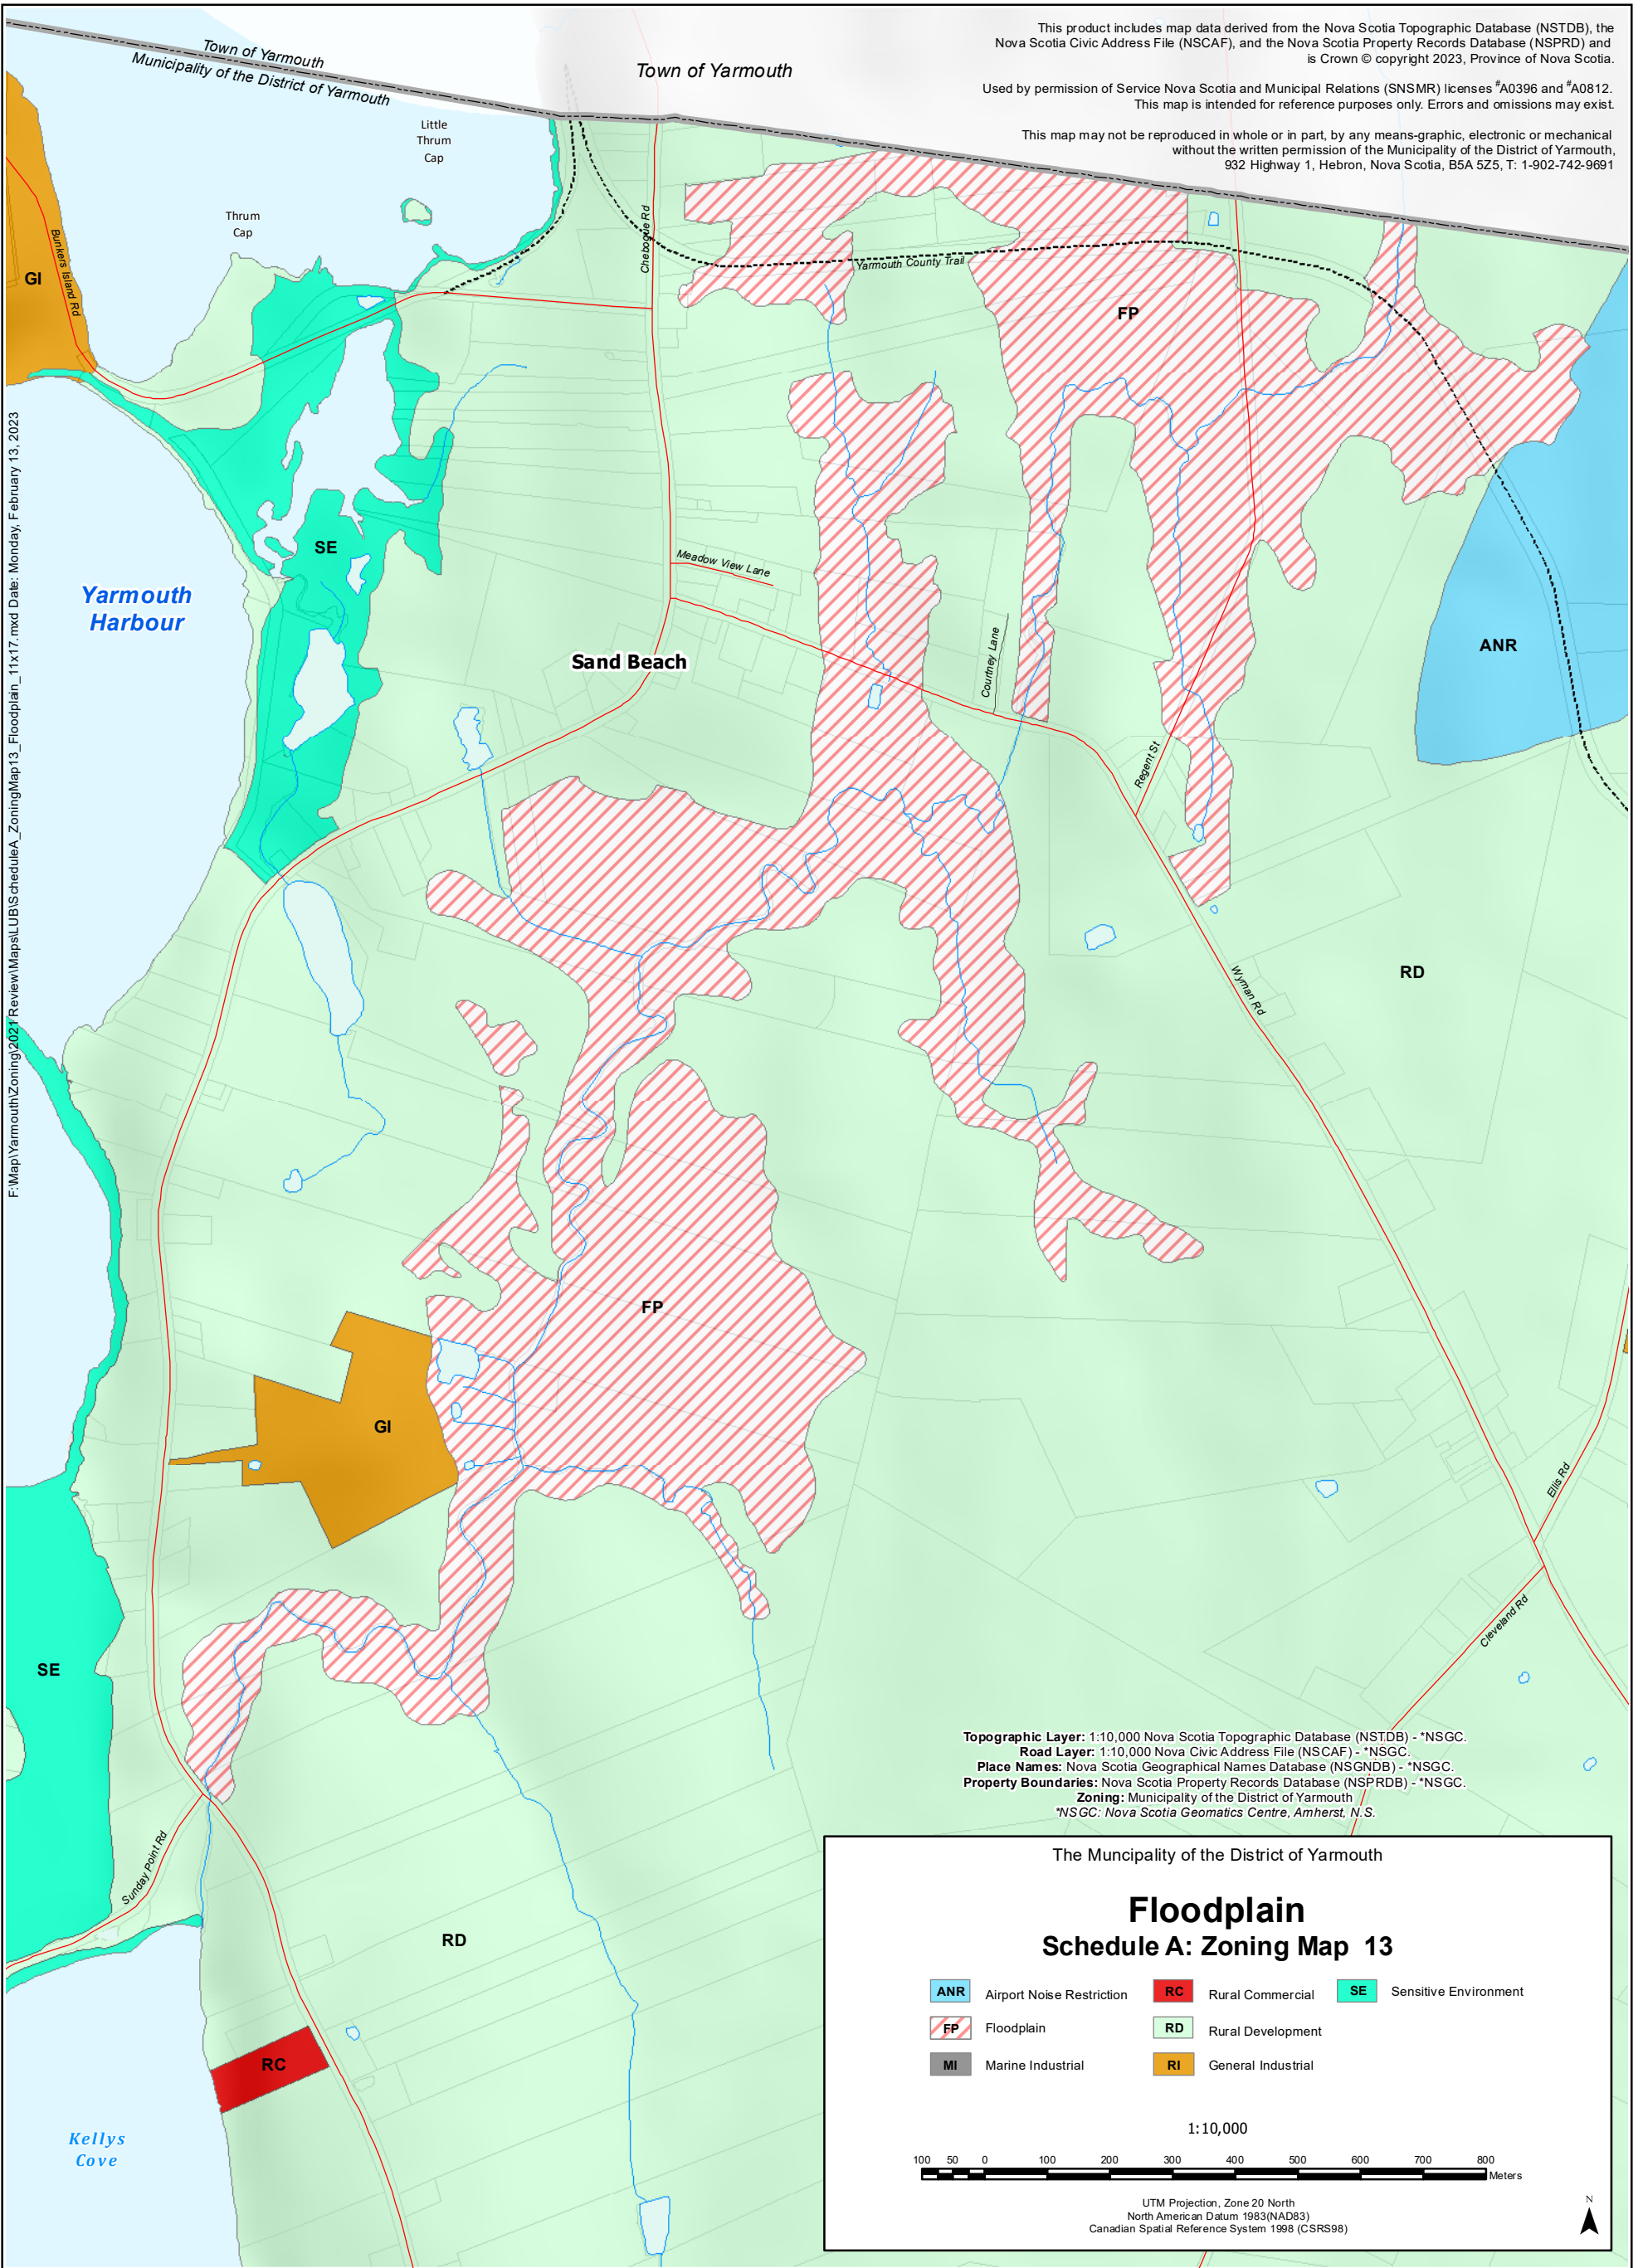 This product includes map data derived from the Nova Scotia Topographic Database (NSTDB), the
Nova Scotia Civic Address File (NSCAF), and the Nova Scotia Property Records Database (NSPRD) and
is Crown © copyright 2023, Province of Nova Scotia.
Used by permission of Service Nova Scotia and Municipal Relations (SNSMR) licenses #A0396 and #A0812.
This map is intended for reference purposes only. Errors and omissions may exist.
This map may not be reproduced in whole or in part, by any means-graphic, electronic or mechanical
without the written permission of the Municipality of the District of Yarmouth,
932 Highway 1, Hebron, Nova Scotia, B5A 5Z5, T: 1-902-742-9691
Town of Yarmouth
Municipality of the District of Yarmouth
Town of Yarmouth
Little
Thrum
Cap
Thrum
Cap
GI
Bunkers Island Rd
Chebogue Rd
Yarmouth County Trail
FP
SE
Yarmouth
Harbour
Meadow View Lane
Sand Beach
Courtney Lane
ANR
Regent St
RD
Wyman Rd
FP
GI
Ellis Rd
Cleveland Rd
SE
Sunday Point Rd
RD
RC
Kellys
Cove
F:\Map\Yarmouth\Zoning\2021 Review\Maps\LUB\ScheduleA_ZoningMap13_Floodplain_11x17.mxd Date: Monday, February 13, 2023
Topographic Layer: 1:10,000 Nova Scotia Topographic Database (NSTDB) - *NSGC.
Road Layer: 1:10,000 Nova Civic Address File (NSCAF) - *NSGC.
Place Names: Nova Scotia Geographical Names Database (NSGNDB) - *NSGC.
Property Boundaries: Nova Scotia Property Records Database (NSPRDB) - *NSGC.
Zoning: Municipality of the District of Yarmouth
*NSGC: Nova Scotia Geomatics Centre, Amherst, N.S.
The Muncipality of the District of Yarmouth
Floodplain
Schedule A: Zoning Map 13
ANR Airport Noise Restriction
RC Rural Commercial
SE Sensitive Environment
FP Floodplain
RD Rural Development
MI Marine Industrial
RI General Industrial
1:10,000
100 50 0 100 200 300 400 500 600 700 800
Meters
UTM Projection, Zone 20 North
North American Datum 1983(NAD83)
Canadian Spatial Reference System 1998 (CSRS98)
N